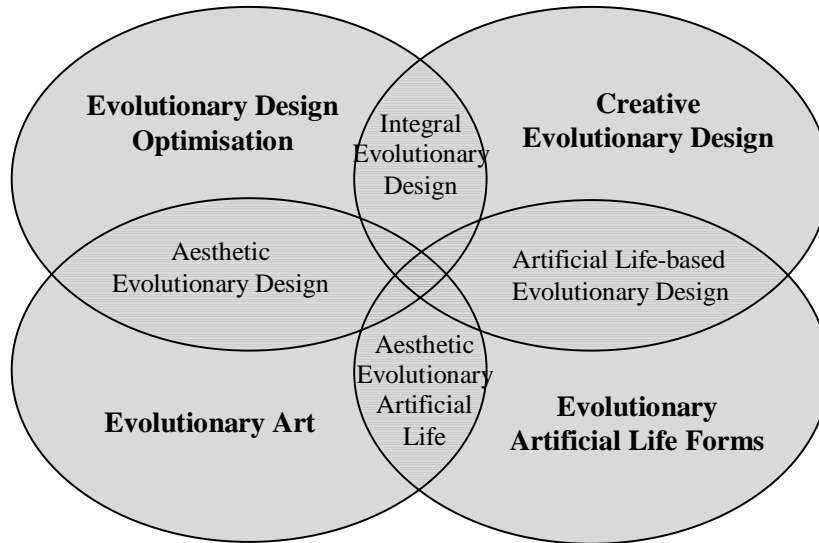 Evolutionary Design
Optimisation
Integral
Evolutionary
Design
Creative
Evolutionary Design
Aesthetic
Evolutionary Design
Artificial Life-based
Evolutionary Design
Evolutionary Art
Aesthetic
Evolutionary
Artificial
Life
Evolutionary
Artificial Life Forms